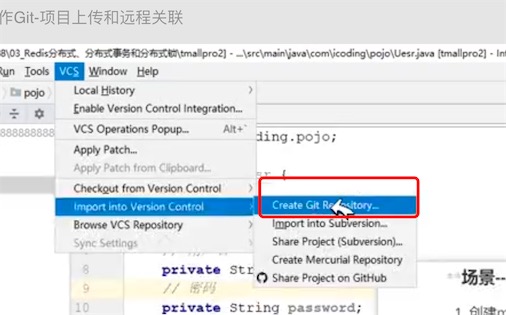 作Git-项目上传和远程关联
8\03_Redis分布式、分布式事务和分布式锁\tmallpro2] - ...\src\main\java\com\icoding\pojo\Uesr.java [tmallpro2] - I
Run Tools VCS Window Help
pojo
Local History
Enable Version Control Integration...
888888888
VCS Operations Popup... Alt+`
ding.pojo;
Apply Patch...
Apply Patch from Clipboard...
{
Checkout from Version Control
Import into Version Control
Create Git Repository...
Browse VCS Repository
Import into Subversion...
Sync Settings
Share Project (Subversion)...
Create Mercurial Repository
8 private Str
Share Project on GitHub
场景--
9 // 密码
10 private String password;
1. 创建m